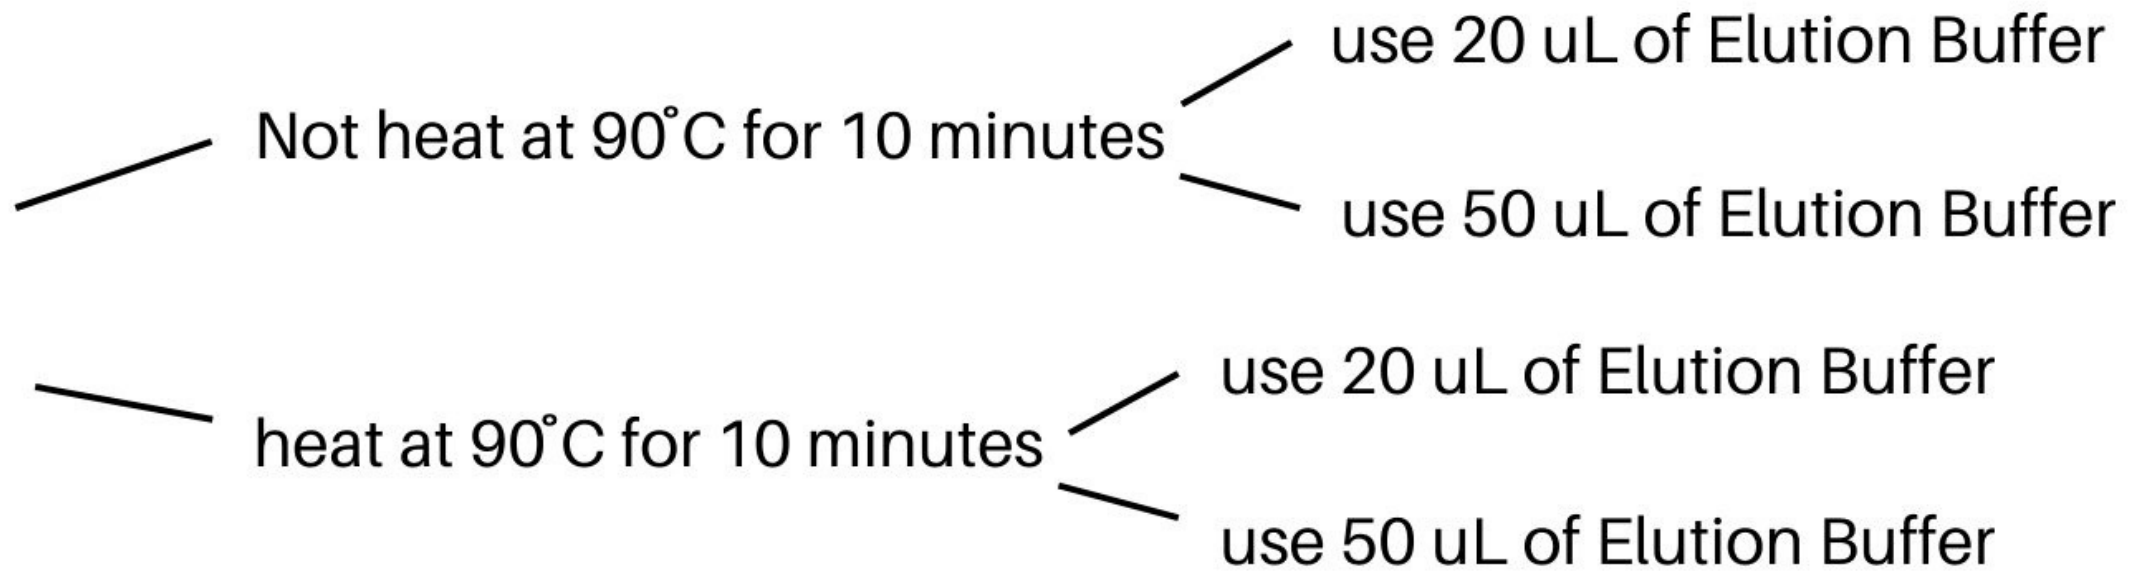 use 20 uL of Elution Buffer
Not heat at 90°C for 10 minutes
use 50 uL of Elution Buffer
use 20 uL of Elution Buffer
heat at 90°C for 10 minutes
use 50 uL of Elution Buffer